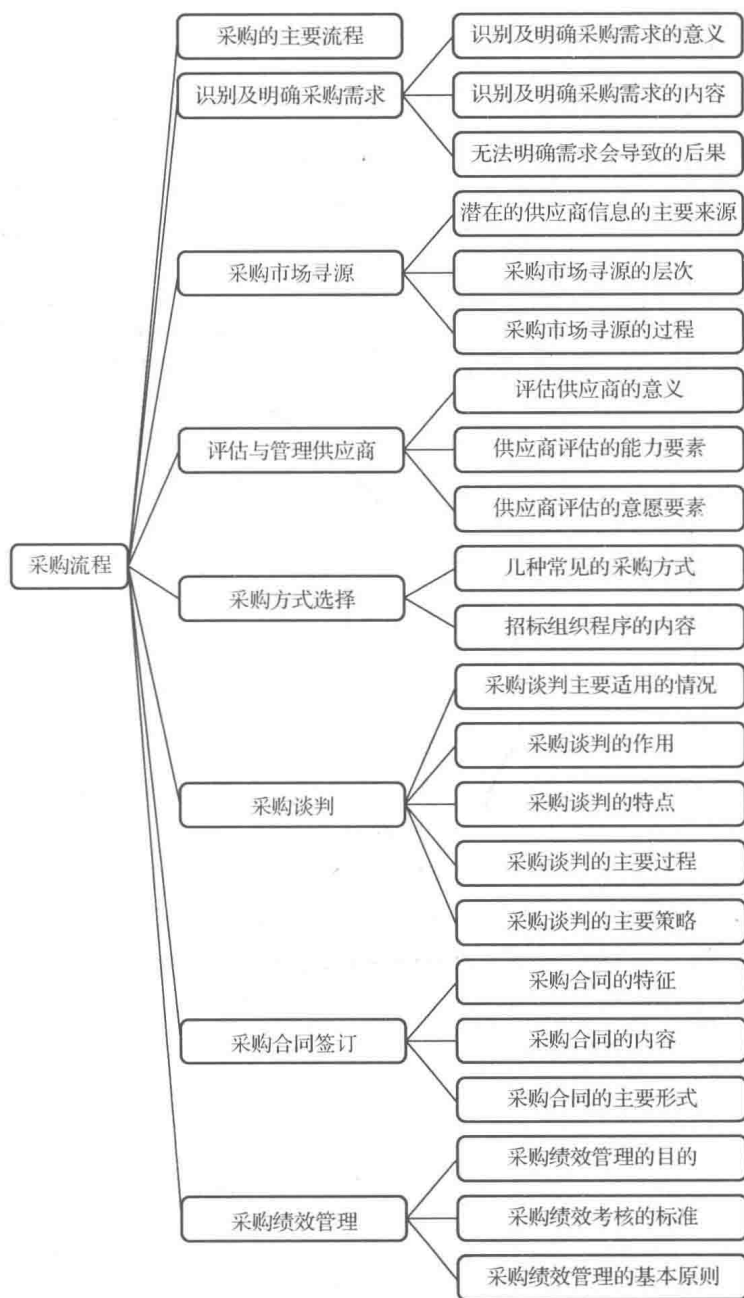 采购的主要流程
识别及明确采购需求的意义
识别及明确采购需求
识别及明确采购需求的内容
无法明确需求会导致的后果
潜在的供应商信息的主要来源
采购市场寻源
采购市场寻源的层次
采购市场寻源的过程
评估供应商的意义
评估与管理供应商
供应商评估的能力要素
供应商评估的意愿要素
采购流程
几种常见的采购方式
采购方式选择
招标组织程序的内容
采购谈判主要适用的情况
采购谈判的作用
采购谈判
采购谈判的特点
采购谈判的主要过程
采购谈判的主要策略
采购合同的特征
采购合同签订
采购合同的内容
采购合同的主要形式
采购绩效管理的目的
采购绩效管理
采购绩效考核的标准
采购绩效管理的基本原则